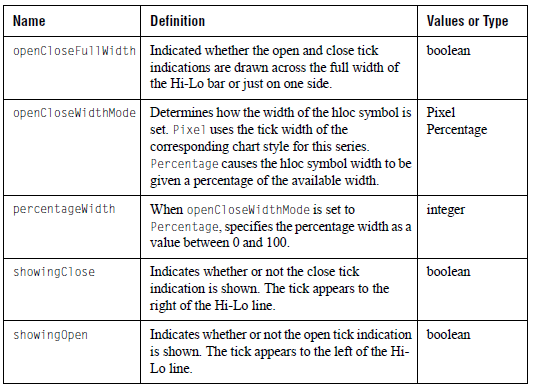 Name Definition Values or Type
openCloseFullWidth Indicated whether the open and close tick boolean
indications are drawn across the full width of
the Hi-Lo bar or just on one side.
openCloseWidthMode Determines how the width of the hloc symbol is Pixel
set. Pixel uses the tick width of the Percentage
corresponding chart style for this series.
Percentage causes the hloc symbol width to be
given a percentage of the available width.
percentageWidth When openCloseWidthMode is set to integer
Percentage, specifies the percentage width as a
value between 0 and 100.
showingClose Indicates whether or not the close tick boolean
indication is shown. The tick appears to the
right of the Hi-Lo line.
showingOpen Indicates whether or not the open tick indication boolean
is shown. The tick appears to the left of the Hi-
Lo line.